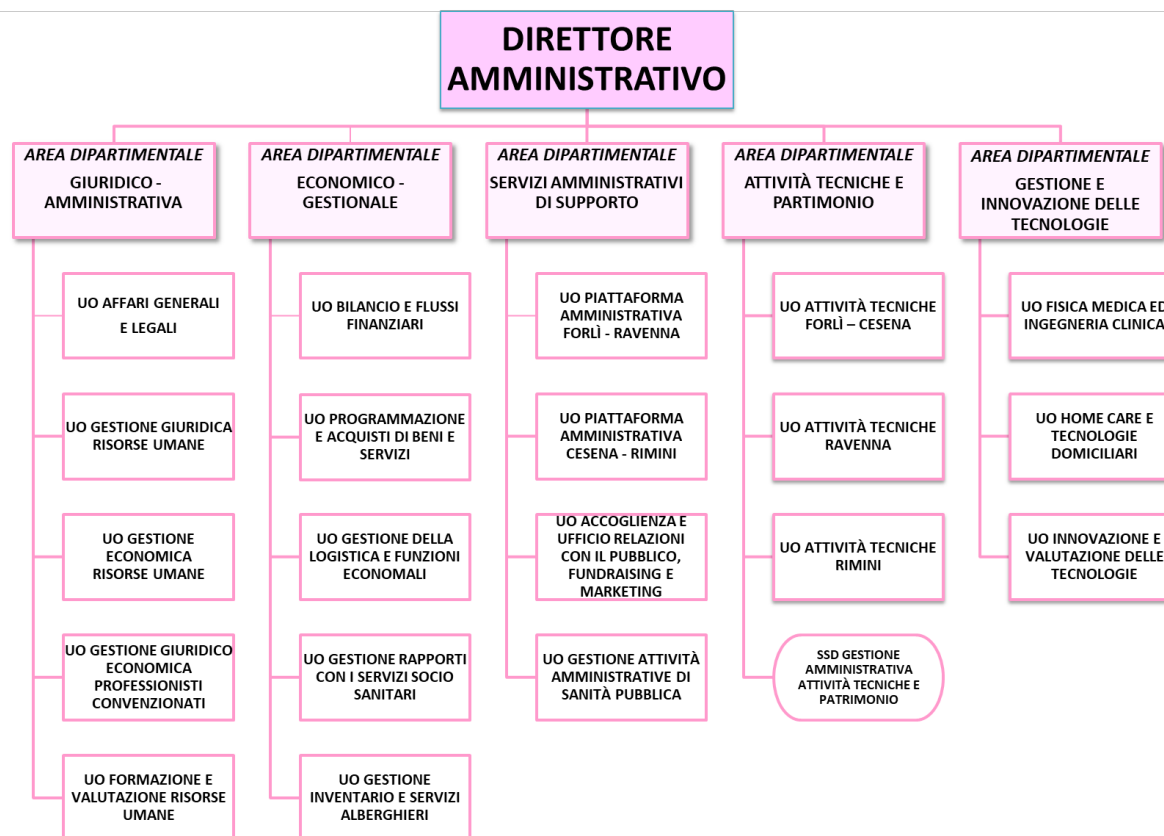 DIRETTORE
AMMINISTRATIVO
AREA DIPARTIMENTALE
GIURIDICO -
AMMINISTRATIVA
AREA DIPARTIMENTALE
ECONOMICO -
GESTIONALE
AREA DIPARTIMENTALE
SERVIZI AMMINISTRATIVI
DI SUPPORTO
AREA DIPARTIMENTALE
ATTIVITÀ TECNICHE E
PARTIMONIO
AREA DIPARTIMENTALE
GESTIONE E
INNOVAZIONE DELLE
TECNOLOGIE
UO AFFARI GENERALI
E LEGALI
UO BILANCIO E FLUSSI
FINANZIARI
UO PIATTAFORMA
AMMINISTRATIVA
FORLÌ - RAVENNA
UO ATTIVITÀ TECNICHE
FORLÌ – CESENA
UO FISICA MEDICA ED
INGEGNERIA CLINICA
UO GESTIONE GIURIDICA
RISORSE UMANE
UO PROGRAMMAZIONE
E ACQUISTI DI BENI E
SERVIZI
UO PIATTAFORMA
AMMINISTRATIVA
CESENA - RIMINI
UO ATTIVITÀ TECNICHE
RAVENNA
UO HOME CARE E
TECNOLOGIE
DOMICILIARI
UO GESTIONE
ECONOMICA
RISORSE UMANE
UO GESTIONE DELLA
LOGISTICA E FUNZIONI
ECONOMALI
UO ACCOGLIENZA E
UFFICIO RELAZIONI
CON IL PUBBLICO,
FUNDRAISING E
MARKETING
UO ATTIVITÀ TECNICHE
RIMINI
UO INNOVAZIONE E
VALUTAZIONE DELLE
TECNOLOGIE
UO GESTIONE GIURIDICO
ECONOMICA
PROFESSIONISTI
CONVENZIONATI
UO GESTIONE RAPPORTI
CON I SERVIZI SOCIO
SANITARI
UO GESTIONE ATTIVITÀ
AMMINISTRATIVE DI
SANITÀ PUBBLICA
SSD GESTIONE
AMMINISTRATIVA
ATTIVITÀ TECNICHE E
PATRIMONIO
UO FORMAZIONE E
VALUTAZIONE RISORSE
UMANE
UO GESTIONE
INVENTARIO E SERVIZI
ALBERGHIERI